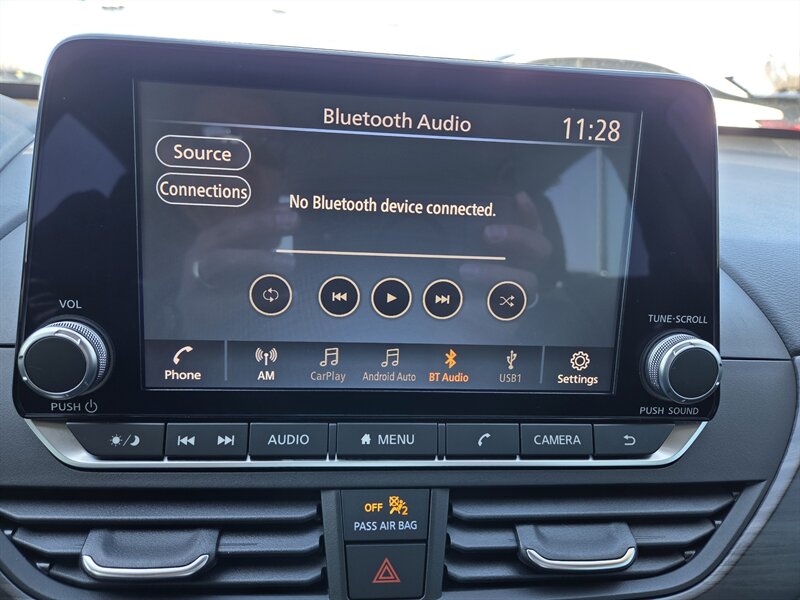 Bluetooth Audio
11:28
Source
Connections
No Bluetooth device connected.
VOL
TUNE·SCROLL
Phone
AM
CarPlay
Android Auto
BT Audio
USB1
Settings
PUSH
PUSH SOUND
AUDIO
MENU
CAMERA
OFF
2
PASS AIR BAG